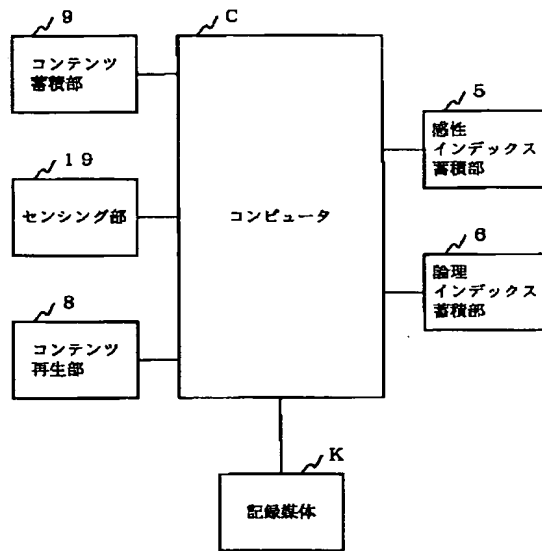 9
コンテンツ
蓄積部
C
コンピュータ
19
センシング部
8
コンテンツ
再生部
5
感性
インデックス
蓄積部
6
論理
インデックス
蓄積部
K
記録媒体